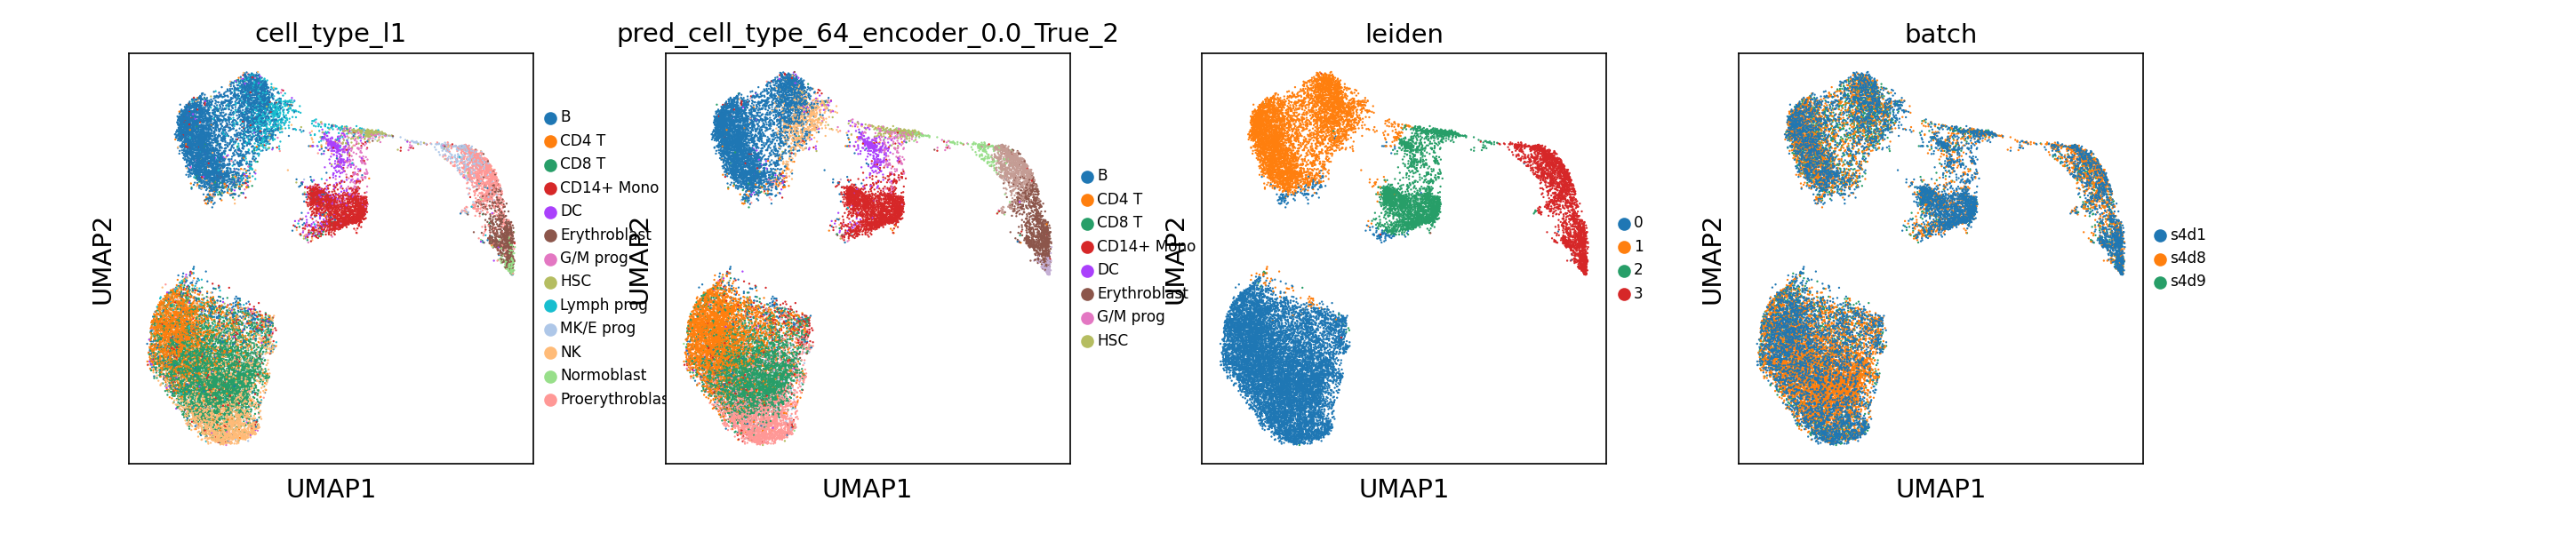 cell_type_l1
UMAP2
UMAP1
B
CD4 T
CD8 T
CD14+ Mono
DC
Erythroblast
G/M prog
HSC
Lymph prog
MK/E prog
NK
Normoblast
Proerythroblas
pred_cell_type_64_encoder_0.0_True_2
UMAP2
UMAP1
B
CD4 T
CD8 T
CD14+ Mono
DC
Erythroblast
G/M prog
HSC
leiden
UMAP2
UMAP1
0
1
2
3
batch
UMAP2
UMAP1
s4d1
s4d8
s4d9